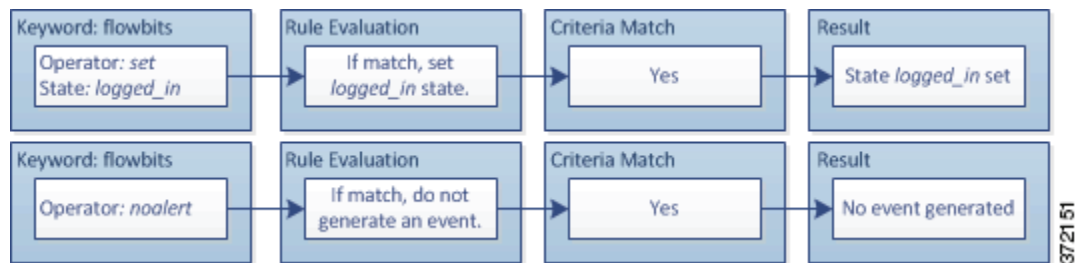 Keyword: flowbits
Operator: set
State: logged_in
Rule Evaluation
If match, set
logged_in state.
Criteria Match
Yes
Result
State logged_in set
Keyword: flowbits
Operator: noalert
Rule Evaluation
If match, do not
generate an event.
Criteria Match
Yes
Result
No event generated
372151